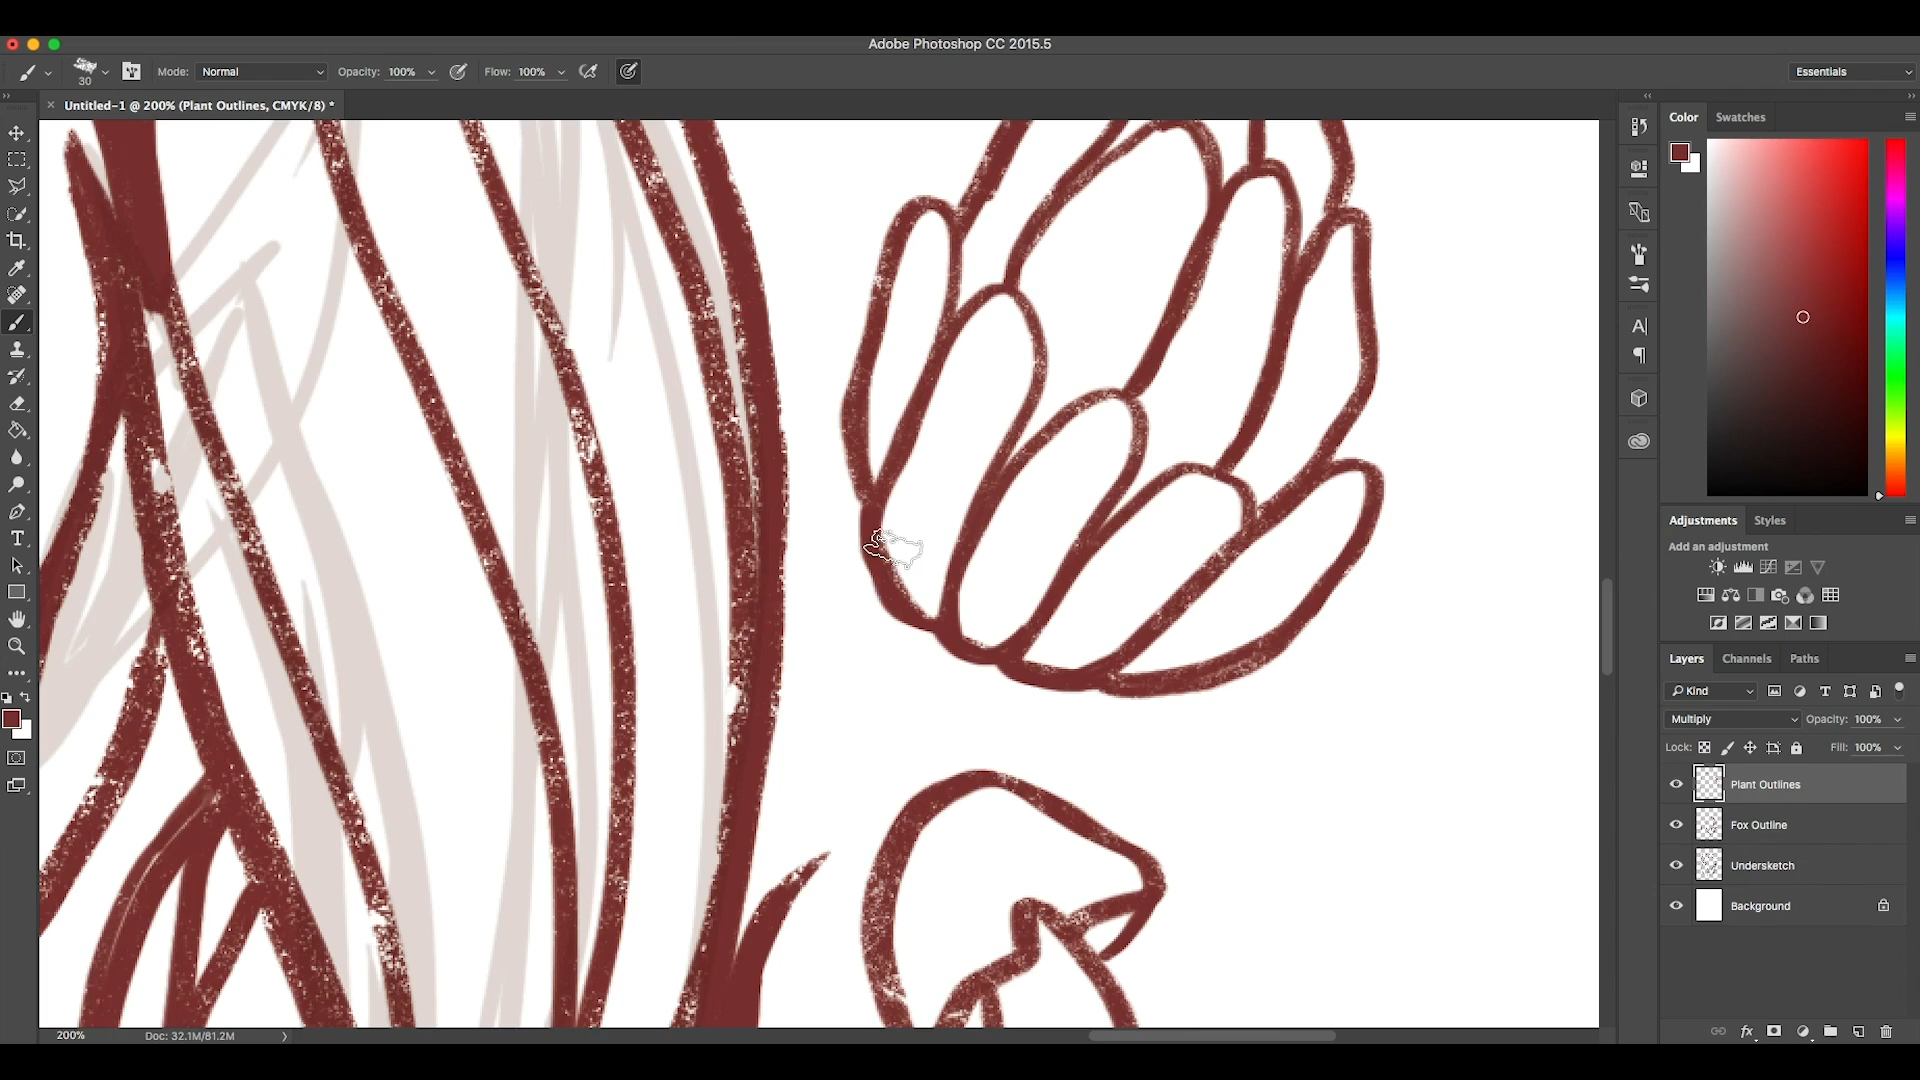 Adobe Photoshop CC 2015.5
30
Mode: Normal
Opacity: 100%
Flow: 100%
Essentials
Untitled-1 @ 200% (Plant Outlines, CMYK/8) *
Color
Swatches
Adjustments
Styles
Add an adjustment
Layers
Channels
Paths
Kind
Multiply
Opacity: 100%
Lock:
Fill: 100%
Plant Outlines
Fox Outline
Undersketch
Background
200%
Doc: 32.1M/81.2M